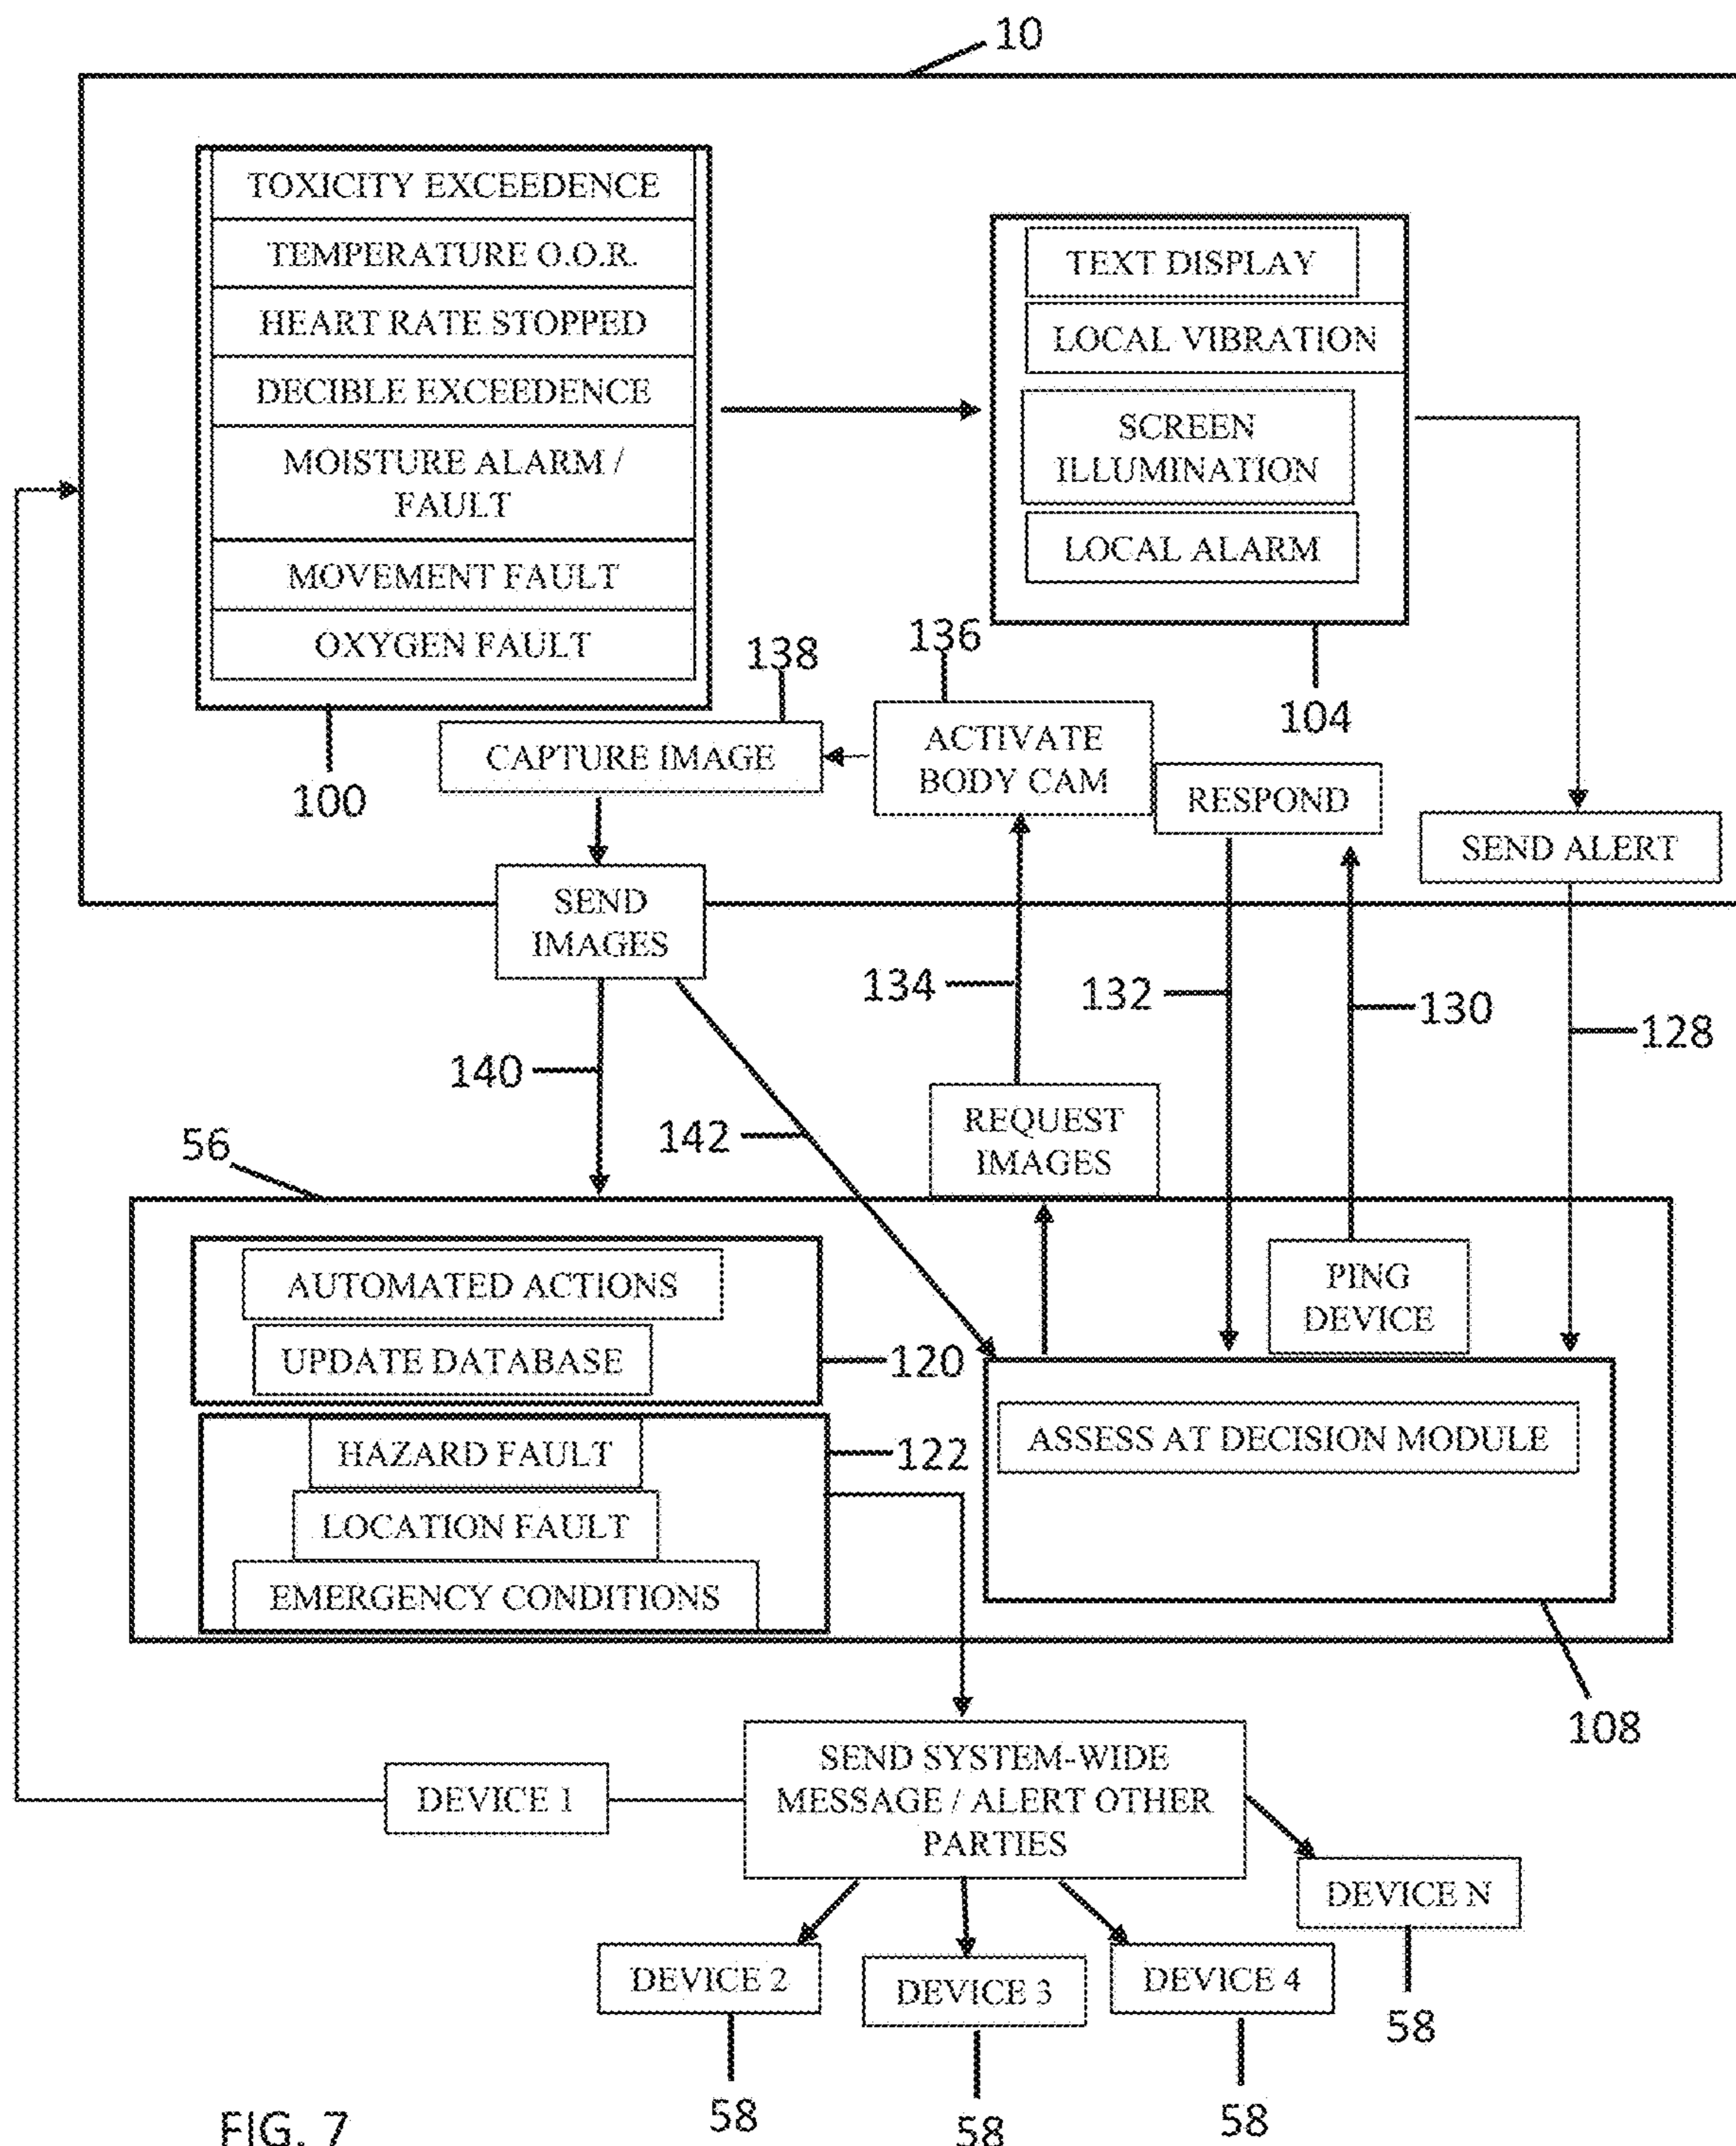 10
TOXICITY EXCEEDENCE
TEMPERATURE O.O.R.
HEART RATE STOPPED
DECIBLE EXCEEDENCE
MOISTURE ALARM /
FAULT
MOVEMENT FAULT
OXYGEN FAULT
100
TEXT DISPLAY
LOCAL VIBRATION
SCREEN
ILLUMINATION
LOCAL ALARM
104
138
136
CAPTURE IMAGE
ACTIVATE
BODY CAM
RESPOND
SEND ALERT
SEND
IMAGES
134
132
130
128
140
142
REQUEST
IMAGES
56
AUTOMATED ACTIONS
UPDATE DATABASE
120
PING
DEVICE
HAZARD FAULT
LOCATION FAULT
EMERGENCY CONDITIONS
122
ASSESS AT DECISION MODULE
108
DEVICE 1
SEND SYSTEM-WIDE
MESSAGE / ALERT OTHER
PARTIES
DEVICE N
58
DEVICE 2
DEVICE 3
DEVICE 4
58
58
58
FIG. 7